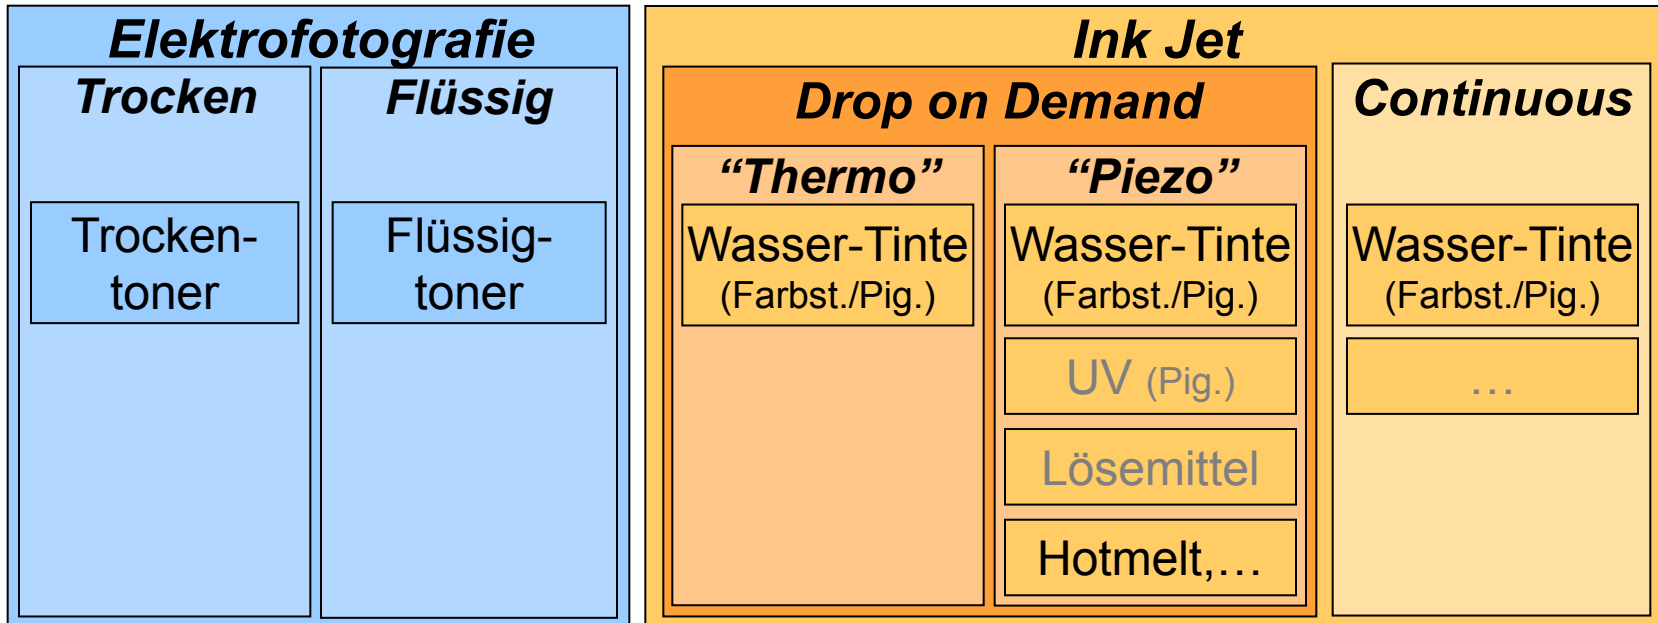 Elektrofotografie
Trocken
Trocken-
toner
Flüssig
Flüssig-
toner
Ink Jet
Drop on Demand
“Thermo”
Wasser-Tinte
(Farbst./Pig.)
“Piezo”
Wasser-Tinte
(Farbst./Pig.)
UV (Pig.)
Lösemittel
Hotmelt,…
Continuous
Wasser-Tinte
(Farbst./Pig.)
…